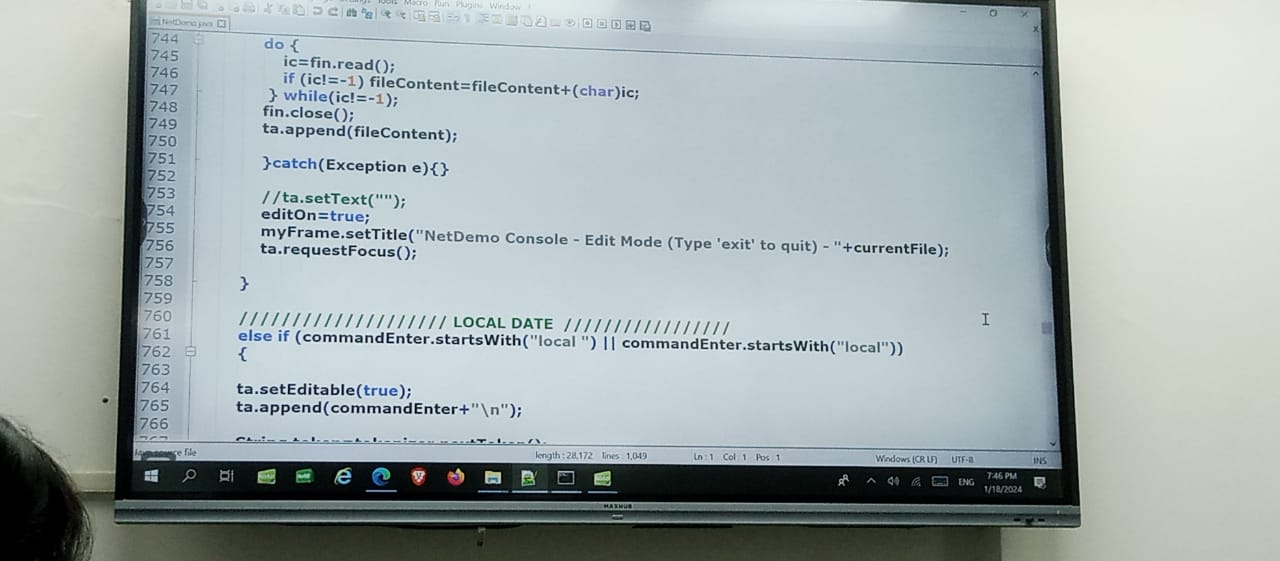 Macro Run Plugins Window
NetDemo.java
744
745 do {
746 ic=fin.read();
747 if (ic!=-1) fileContent=fileContent+(char)ic;
748 } while(ic!=-1);
749 fin.close();
750 ta.append(fileContent);
751
752 }catch(Exception e){}
753
754 //ta.setText("");
755 editOn=true;
756 myFrame.setTitle("NetDemo Console - Edit Mode (Type 'exit' to quit) - "+currentFile);
757 ta.requestFocus();
758
759 }
760
761 //////////////////// LOCAL DATE /////////////////
762 else if (commandEnter.startsWith("local ") || commandEnter.startsWith("local"))
763 {
764
765 ta.setEditable(true);
766 ta.append(commandEnter+"\n");
source file length : 28,172 lines : 1,049 Ln : 1 Col : 1 Pos : 1 Windows (CR LF) UTF-8 INS
ENG 7:46 PM
1/18/2024
MAXHUB